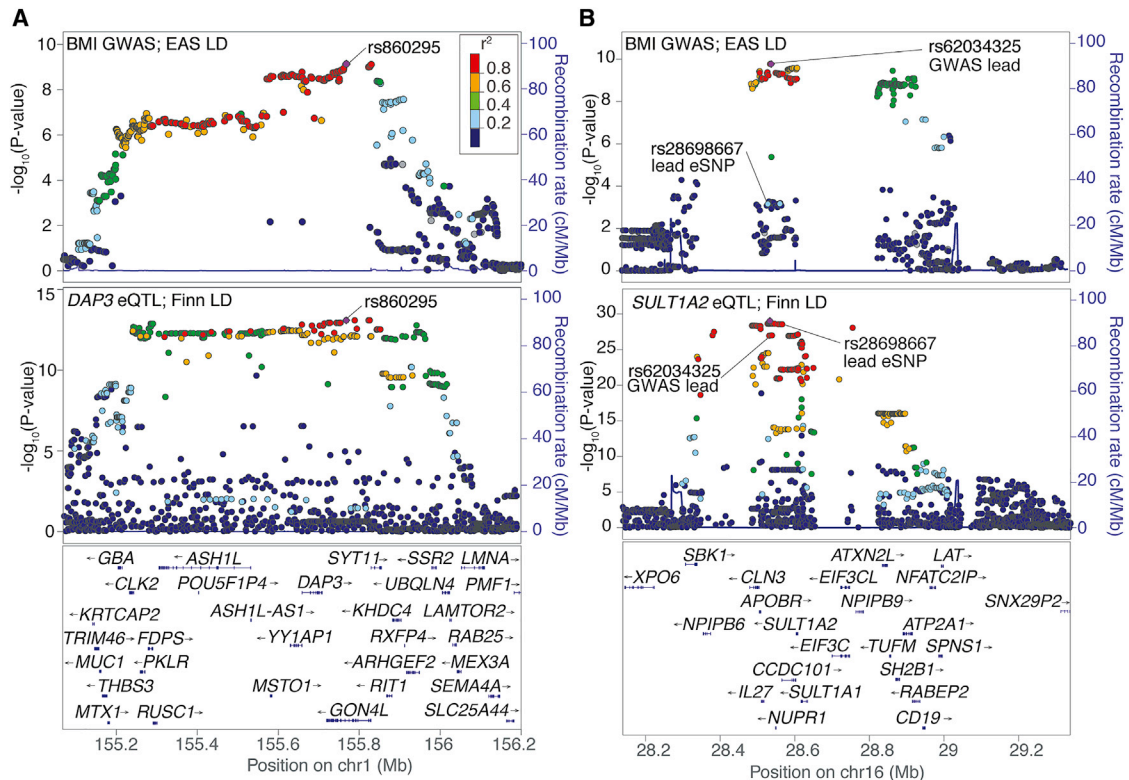 A
BMI GWAS; EAS LD
rs860295
r²
0.8
0.6
0.4
0.2
10
8
6
4
2
0
-log10(P-value)
100
80
60
40
20
0
Recombination rate (cM/Mb)
DAP3 eQTL; Finn LD
rs860295
15
10
5
0
-log10(P-value)
100
80
60
40
20
0
Recombination rate (cM/Mb)
←GBA ←ASH1L SYT11→ ←SSR2 LMNA→
←CLK2 POU5F1P4→ DAP3→ ←UBQLN4 PMF1→
←KRTCAP2 ASH1L-AS1→ ←KHDC4 LAMTOR2→
TRIM46→ FDPS→ ←YY1AP1 RXFP4→ RAB25→
←MUC1 ←PKLR ←ARHGEF2 ←MEX3A
←THBS3 MSTO1→ ←RIT1 SEMA4A→
MTX1→ RUSC1→ ←GON4L SLC25A44→
155.2 155.4 155.6 155.8 156 156.2
Position on chr1 (Mb)
B
BMI GWAS; EAS LD
rs62034325
GWAS lead
rs28698667
lead eSNP
10
8
6
4
2
0
-log10(P-value)
100
80
60
40
20
0
Recombination rate (cM/Mb)
SULT1A2 eQTL; Finn LD
rs28698667
lead eSNP
rs62034325
GWAS lead
30
25
20
15
10
5
0
-log10(P-value)
100
80
60
40
20
0
Recombination rate (cM/Mb)
SBK1→ ATXN2L→ LAT→
←XPO6 ←CLN3 ←EIF3CL NFATC2IP→
APOBR→ ←NPIPB9→ SNX29P2→
←NPIPB6 ←SULT1A2 ATP2A1→
EIF3C→ ←TUFM SPNS1→
CCDC101→ SH2B1→
←IL27 ←SULT1A1 ←RABEP2
←NUPR1 CD19→
28.2 28.4 28.6 28.8 29 29.2
Position on chr16 (Mb)